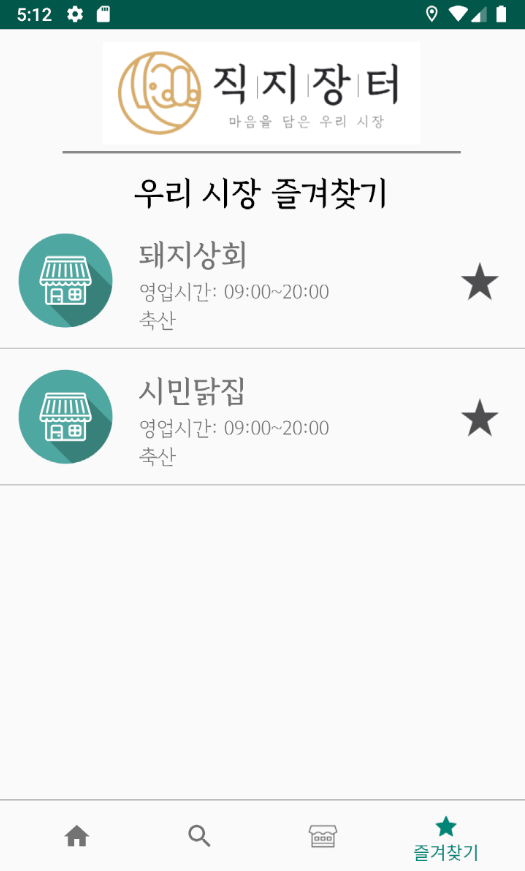 5:12
직지장터
마음을 담은 우리 시장
우리 시장 즐겨찾기
돼지상회
영업시간: 09:00~20:00
축산
시민닭집
영업시간: 09:00~20:00
축산
즐겨찾기